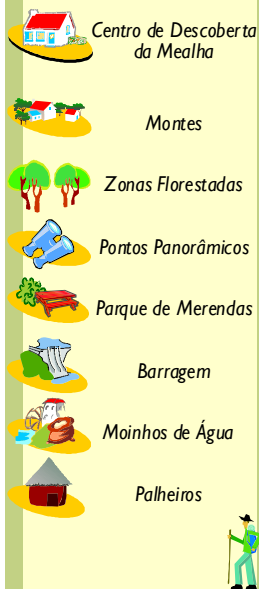 Centro de Descoberta
da Mealha
Montes
Zonas Florestadas
Pontos Panorâmicos
Parque de Merendas
Barragem
Moinhos de Água
Palheiros